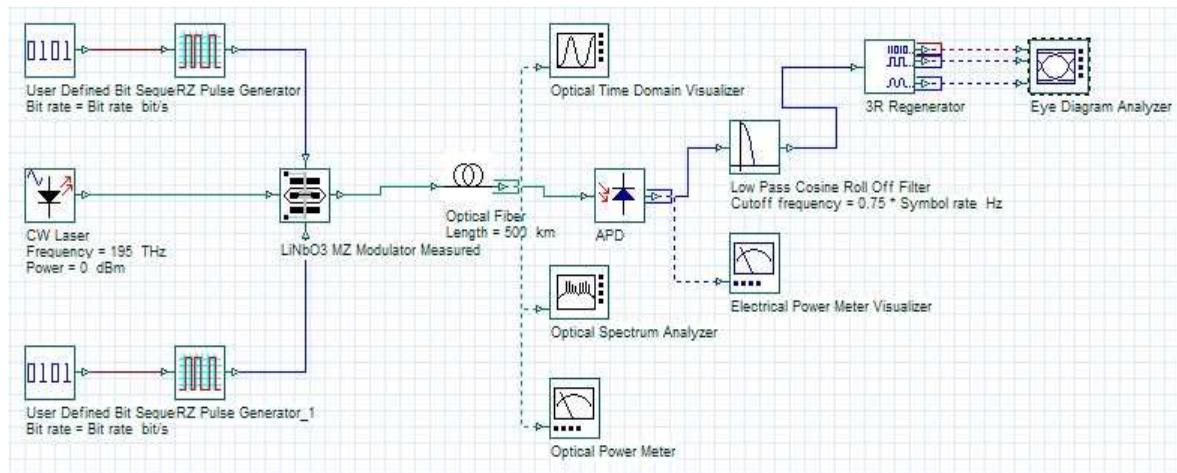 0101
User Defined Bit Seque
RZ Pulse Generator
Bit rate = Bit rate bit/s
Optical Time Domain Visualizer
3R Regenerator
Eye Diagram Analyzer
CW Laser
Frequency = 195 THz
Power = 0 dBm
LiNbO3 MZ Modulator Measured
Optical Fiber
Length = 500 km
APD
Low Pass Cosine Roll Off Filter
Cutoff frequency = 0.75 * Symbol rate Hz
Electrical Power Meter Visualizer
Optical Spectrum Analyzer
0101
User Defined Bit Seque
RZ Pulse Generator_1
Bit rate = Bit rate bit/s
Optical Power Meter